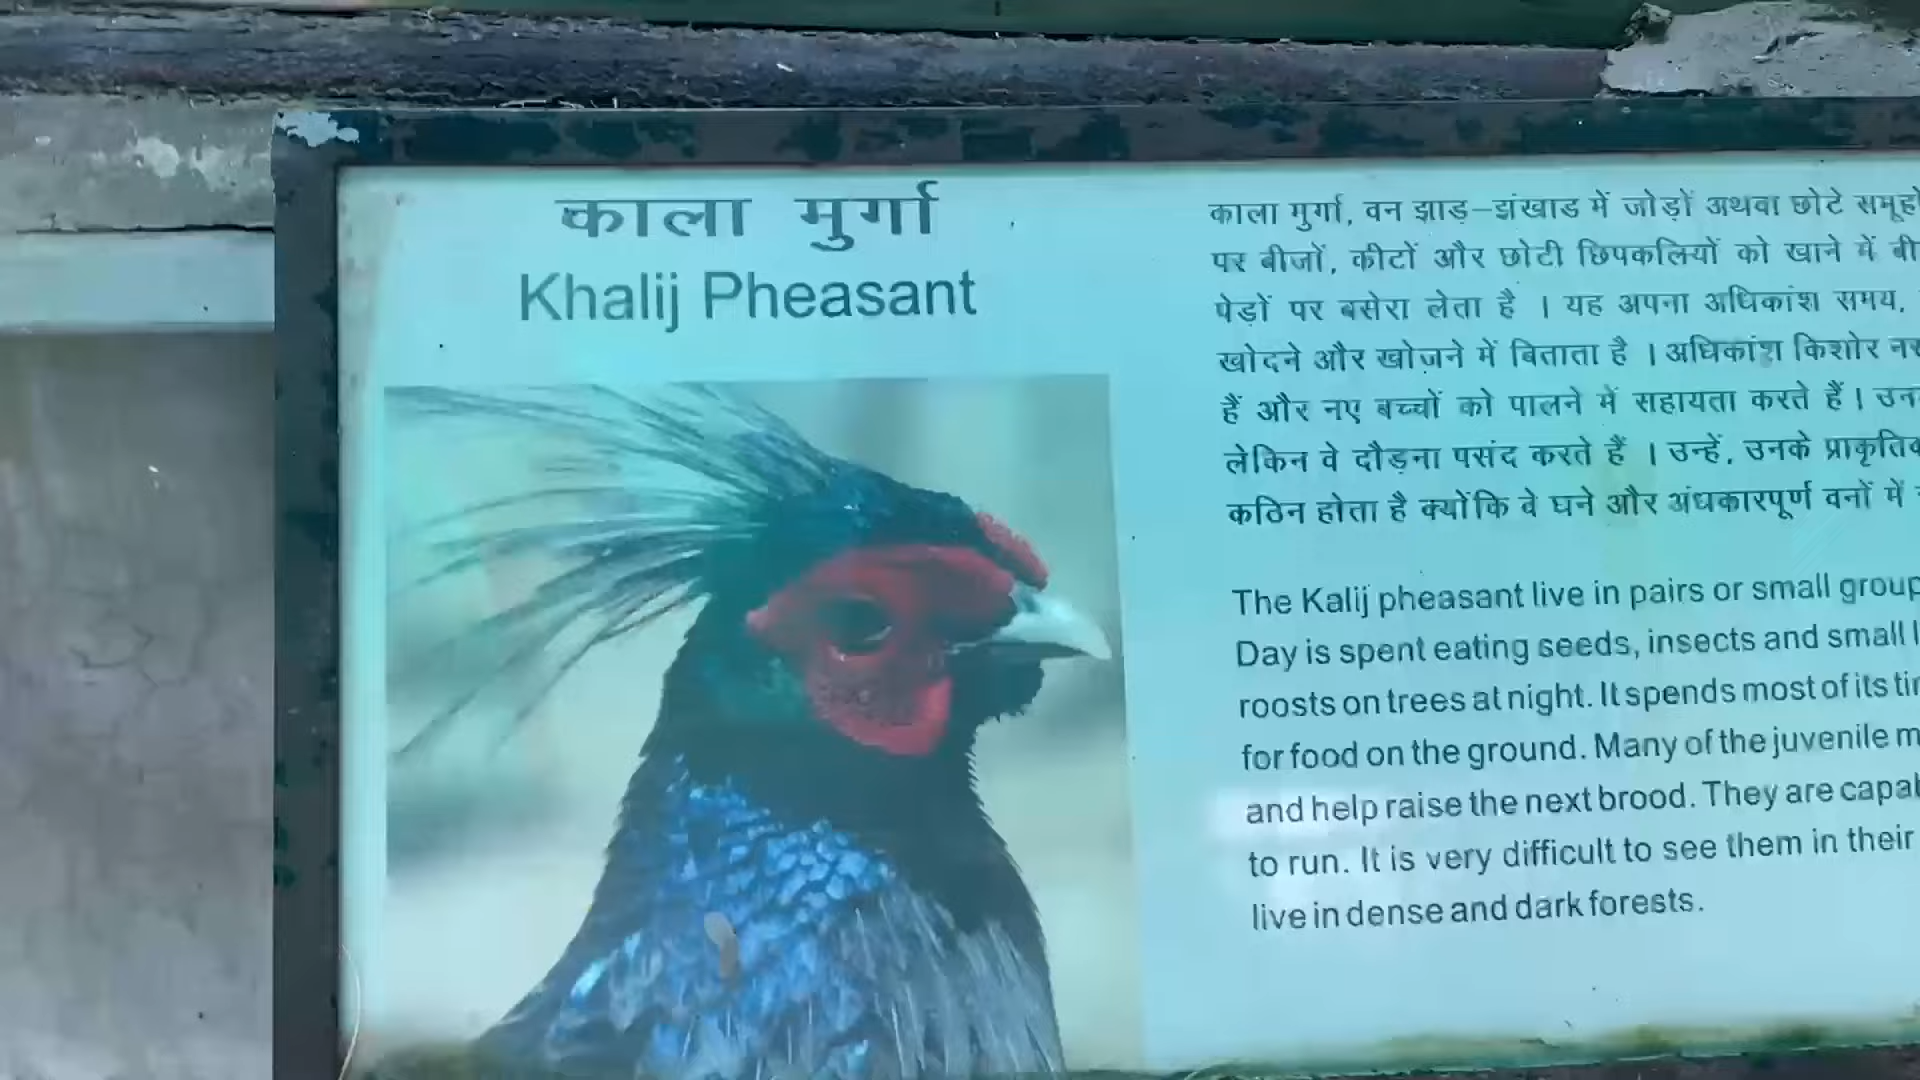 काला मुर्गा
Khalij Pheasant
काला मुर्गा, वन झाड़-झंखाड में जोड़ों अथवा छोटे
पर बीजों, कीटों और छोटी छिपकलियों को खाने में
पेड़ों पर बसेरा लेता है । यह अपना अधिकांश समय,
खोदने और खोजने में बिताता है । अधिकांश किशोर
हैं और नए बच्चों को पालने में सहायता करते हैं ।
लेकिन वे दौड़ना पसंद करते हैं । उन्हें, उनके
कठिन होता है क्योंकि वे घने और अंधकारपूर्ण वनों में
The Kalij pheasant live in pairs or small
Day is spent eating seeds, insects and small
roosts on trees at night. It spends most of its
for food on the ground. Many of the juvenile
and help raise the next brood. They are
to run. It is very difficult to see them in their
live in dense and dark forests.